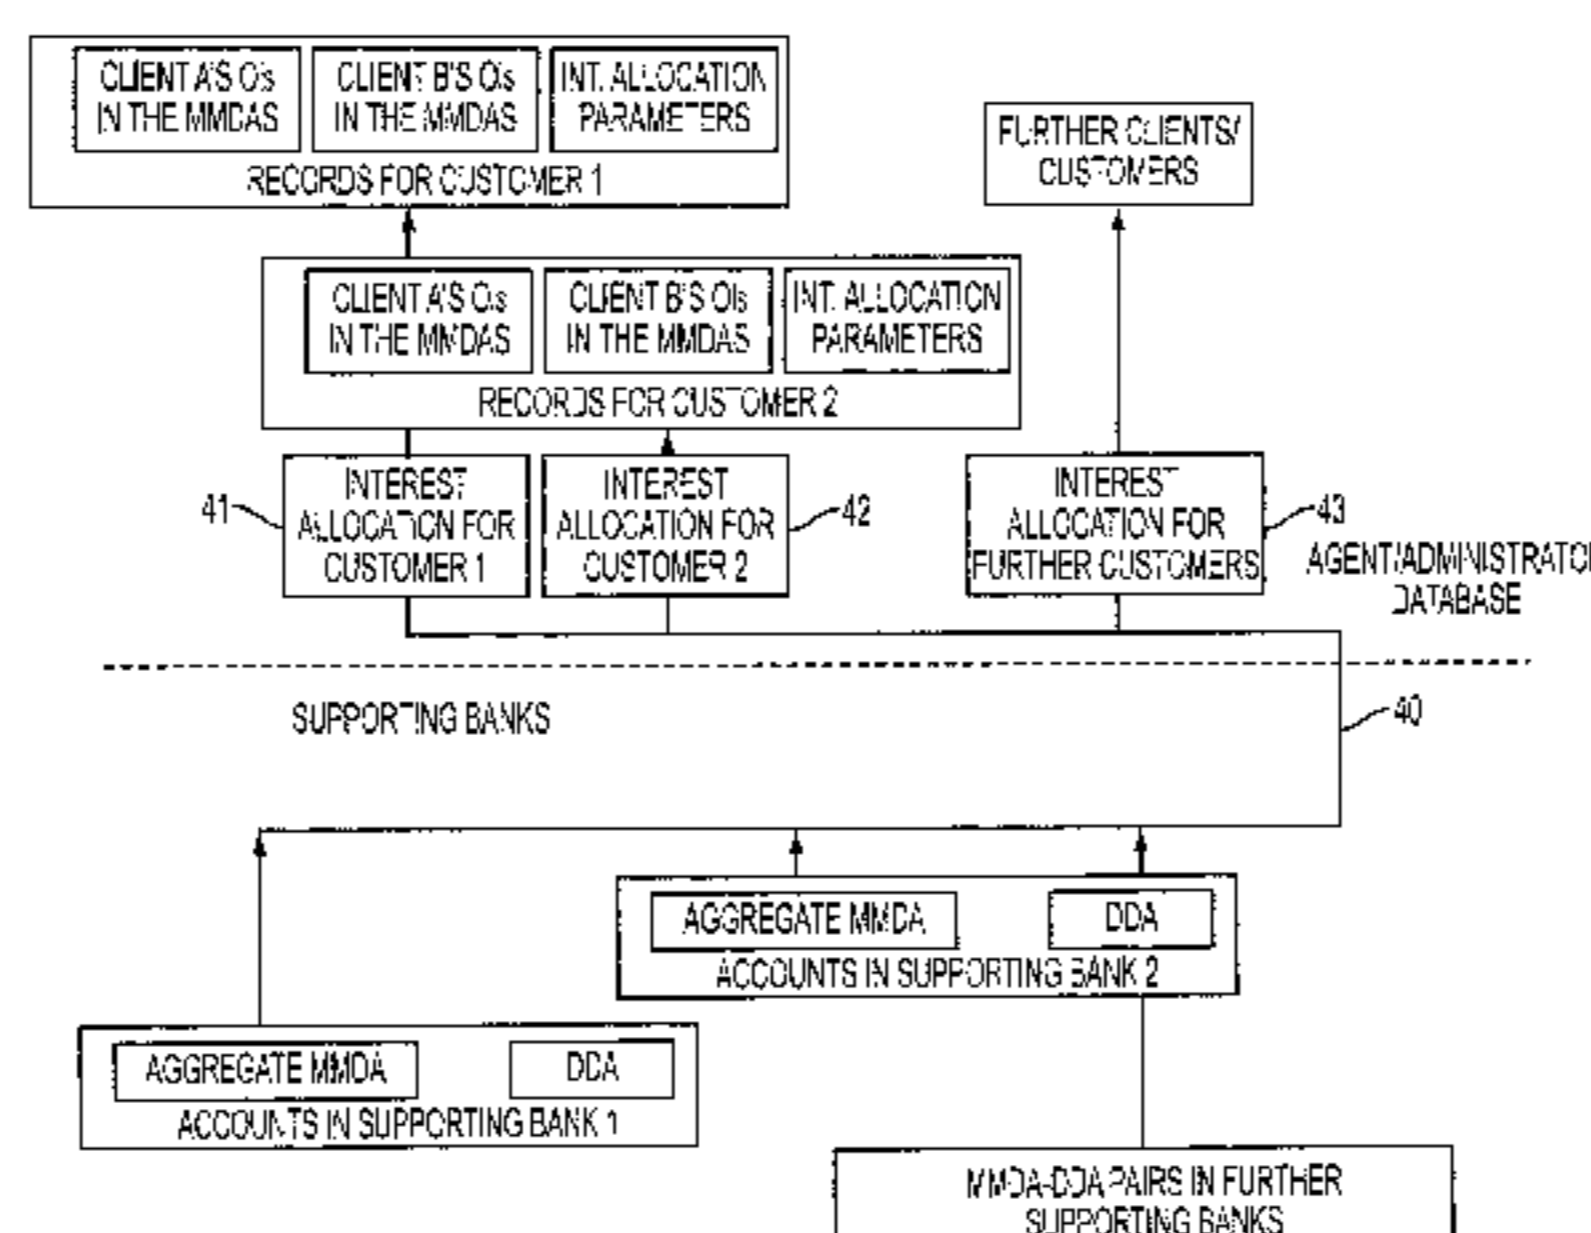 CLIENT A'S OIs
IN THE MMDAS
CLIENT B'S OIs
IN THE MMDAS
INT. ALLOCATION
PARAMETERS
RECORDS FOR CUSTOMER 1
FURTHER CLIENTS/
CUSTOMERS
CLIENT A'S OIs
IN THE MMDAS
CLIENT B'S OIs
IN THE MMDAS
INT. ALLOCATION
PARAMETERS
RECORDS FOR CUSTOMER 2
41
INTEREST
ALLOCATION FOR
CUSTOMER 1
INTEREST
ALLOCATION FOR
CUSTOMER 2
42
INTEREST
ALLOCATION FOR
FURTHER CUSTOMERS
43
AGENT/ADMINISTRATO
DATABASE
SUPPORTING BANKS
40
AGGREGATE MMDA
DDA
ACCOUNTS IN SUPPORTING BANK 2
AGGREGATE MMDA
DDA
ACCOUNTS IN SUPPORTING BANK 1
MMDA-DDA PAIRS IN FURTHER
SUPPORTING BANKS